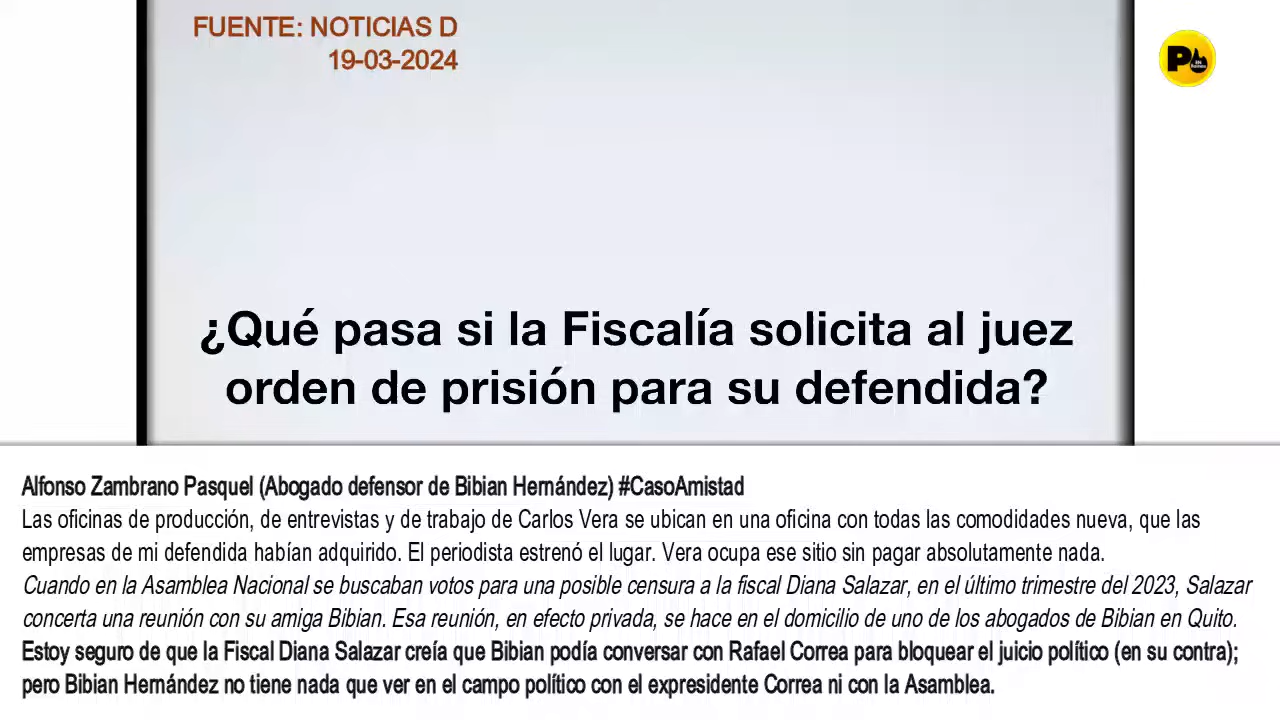 FUENTE: NOTICIAS D
19-03-2024
P
EN
¿Qué pasa si la Fiscalía solicita al juez
orden de prisión para su defendida?
Alfonso Zambrano Pasquel (Abogado defensor de Bibian Hernández) #CasoAmistad
Las oficinas de producción, de entrevistas y de trabajo de Carlos Vera se ubican en una oficina con todas las comodidades nueva, que las
empresas de mi defendida habían adquirido. El periodista estrenó el lugar. Vera ocupa ese sitio sin pagar absolutamente nada.
Cuando en la Asamblea Nacional se buscaban votos para una posible censura a la fiscal Diana Salazar, en el último trimestre del 2023, Salazar
concerta una reunión con su amiga Bibian. Esa reunión, en efecto privada, se hace en el domicilio de uno de los abogados de Bibian en Quito.
Estoy seguro de que la Fiscal Diana Salazar creía que Bibian podía conversar con Rafael Correa para bloquear el juicio político (en su contra);
pero Bibian Hernández no tiene nada que ver en el campo político con el expresidente Correa ni con la Asamblea.